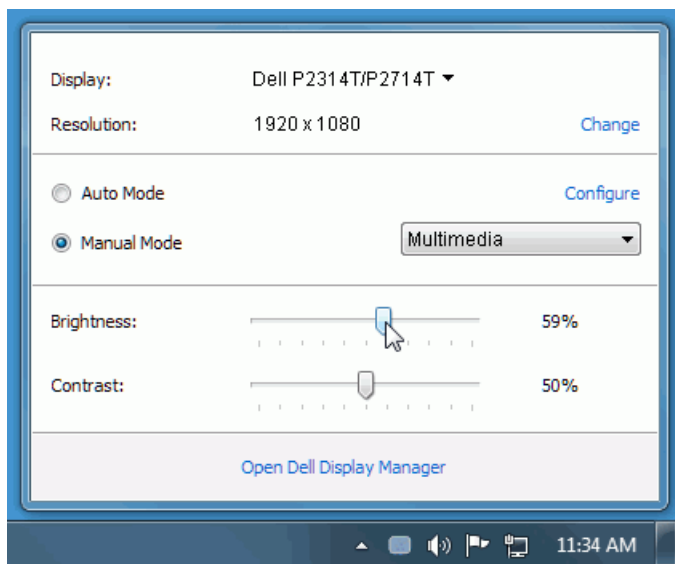 Display: Dell P2314T/P2714T
Resolution: 1920 x 1080 Change
Auto Mode Configure
Manual Mode Multimedia
Brightness: 59%
Contrast: 50%
Open Dell Display Manager
11:34 AM